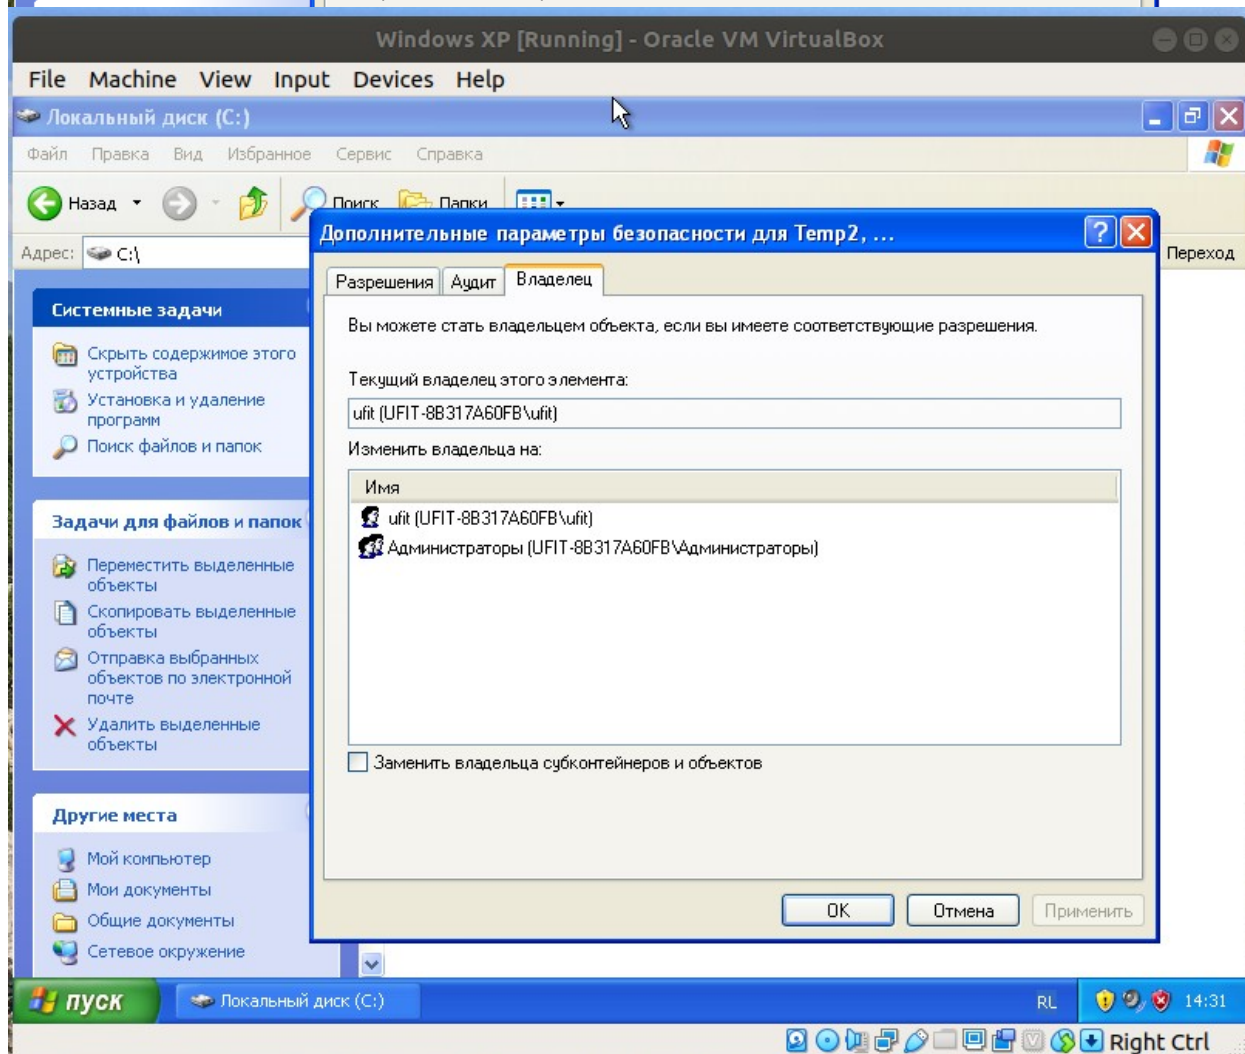 Windows XP [Running] - Oracle VM VirtualBox
File Machine View Input Devices Help
Локальный диск (C:)
Файл Правка Вид Избранное Сервис Справка
Назад Поиск Папки
Адрес: C:\ Переход
Дополнительные параметры безопасности для Temp2, ...
Разрешения Аудит Владелец
Вы можете стать владельцем объекта, если вы имеете соответствующие разрешения.
Текущий владелец этого элемента:
ufit (UFIT-8B317A60FB\ufit)
Изменить владельца на:
Имя
ufit (UFIT-8B317A60FB\ufit)
Администраторы (UFIT-8B317A60FB\Администраторы)
Заменить владельца субконтейнеров и объектов
OK Отмена Применить
Системные задачи
Скрыть содержимое этого
устройства
Установка и удаление
программ
Поиск файлов и папок
Задачи для файлов и папок
Переместить выделенные
объекты
Скопировать выделенные
объекты
Отправка выбранных
объектов по электронной
почте
Удалить выделенные
объекты
Другие места
Мой компьютер
Мои документы
Общие документы
Сетевое окружение
пуск Локальный диск (C:) RL 14:31
Right Ctrl